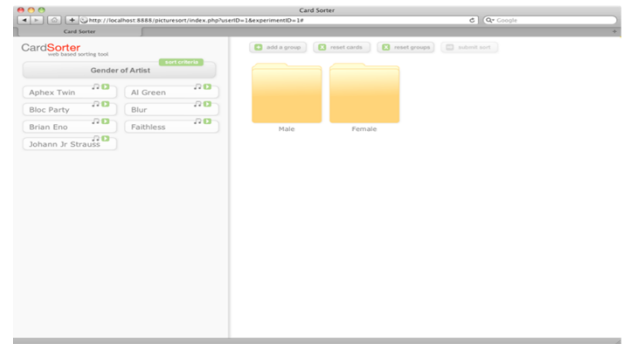 Card Sorter
http://localhost:8888/picturesort/index.php?userID=1&experimentID=1#
Google
Card Sorter
CardSorter
web based sorting tool
sort criteria
Gender of Artist
Aphex Twin
Al Green
Bloc Party
Blur
Brian Eno
Faithless
Johann Jr Strauss
add a group
reset cards
reset groups
submit sort
Male
Female